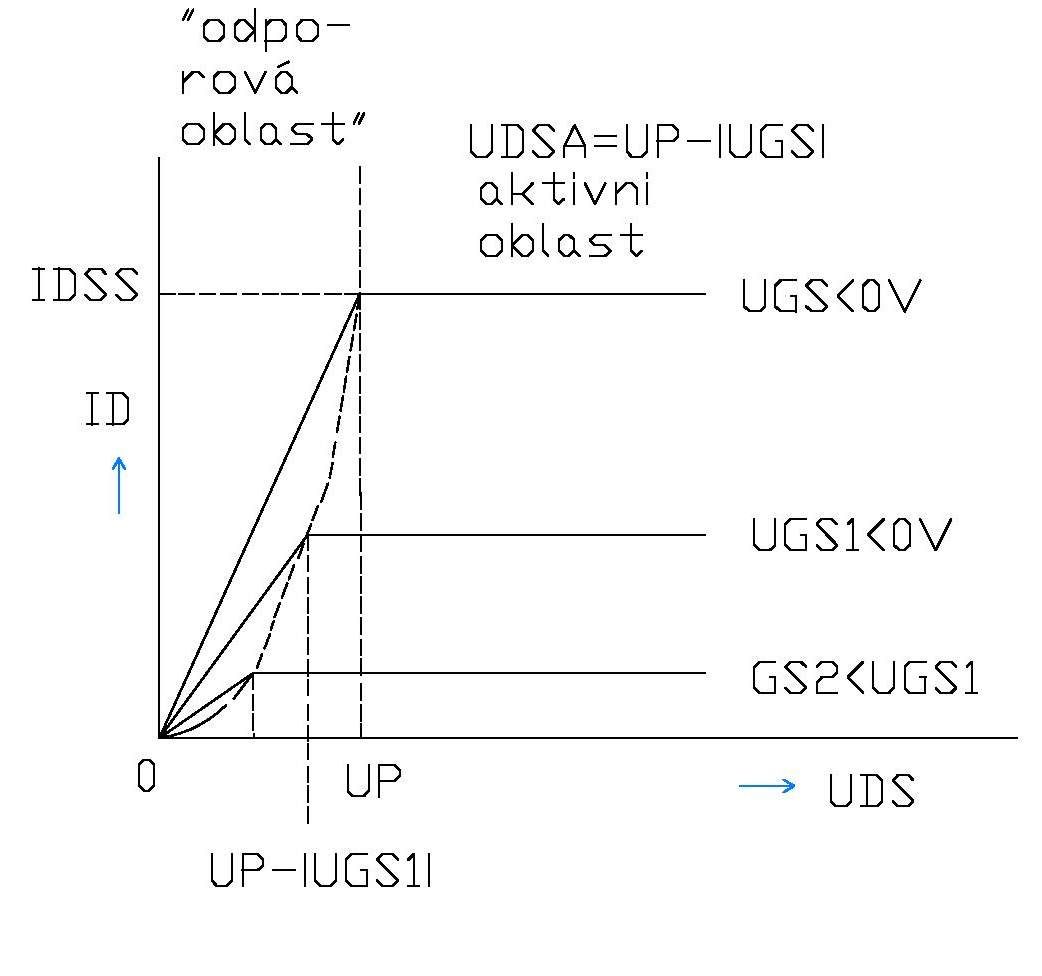 "odpo-
rová
oblast"
UDSA=UP-|UGS|
aktivni
oblast
IDSS
UGS<0V
ID
UGS1<0V
GS2<UGS1
0
UP
UDS
UP-|UGS1|